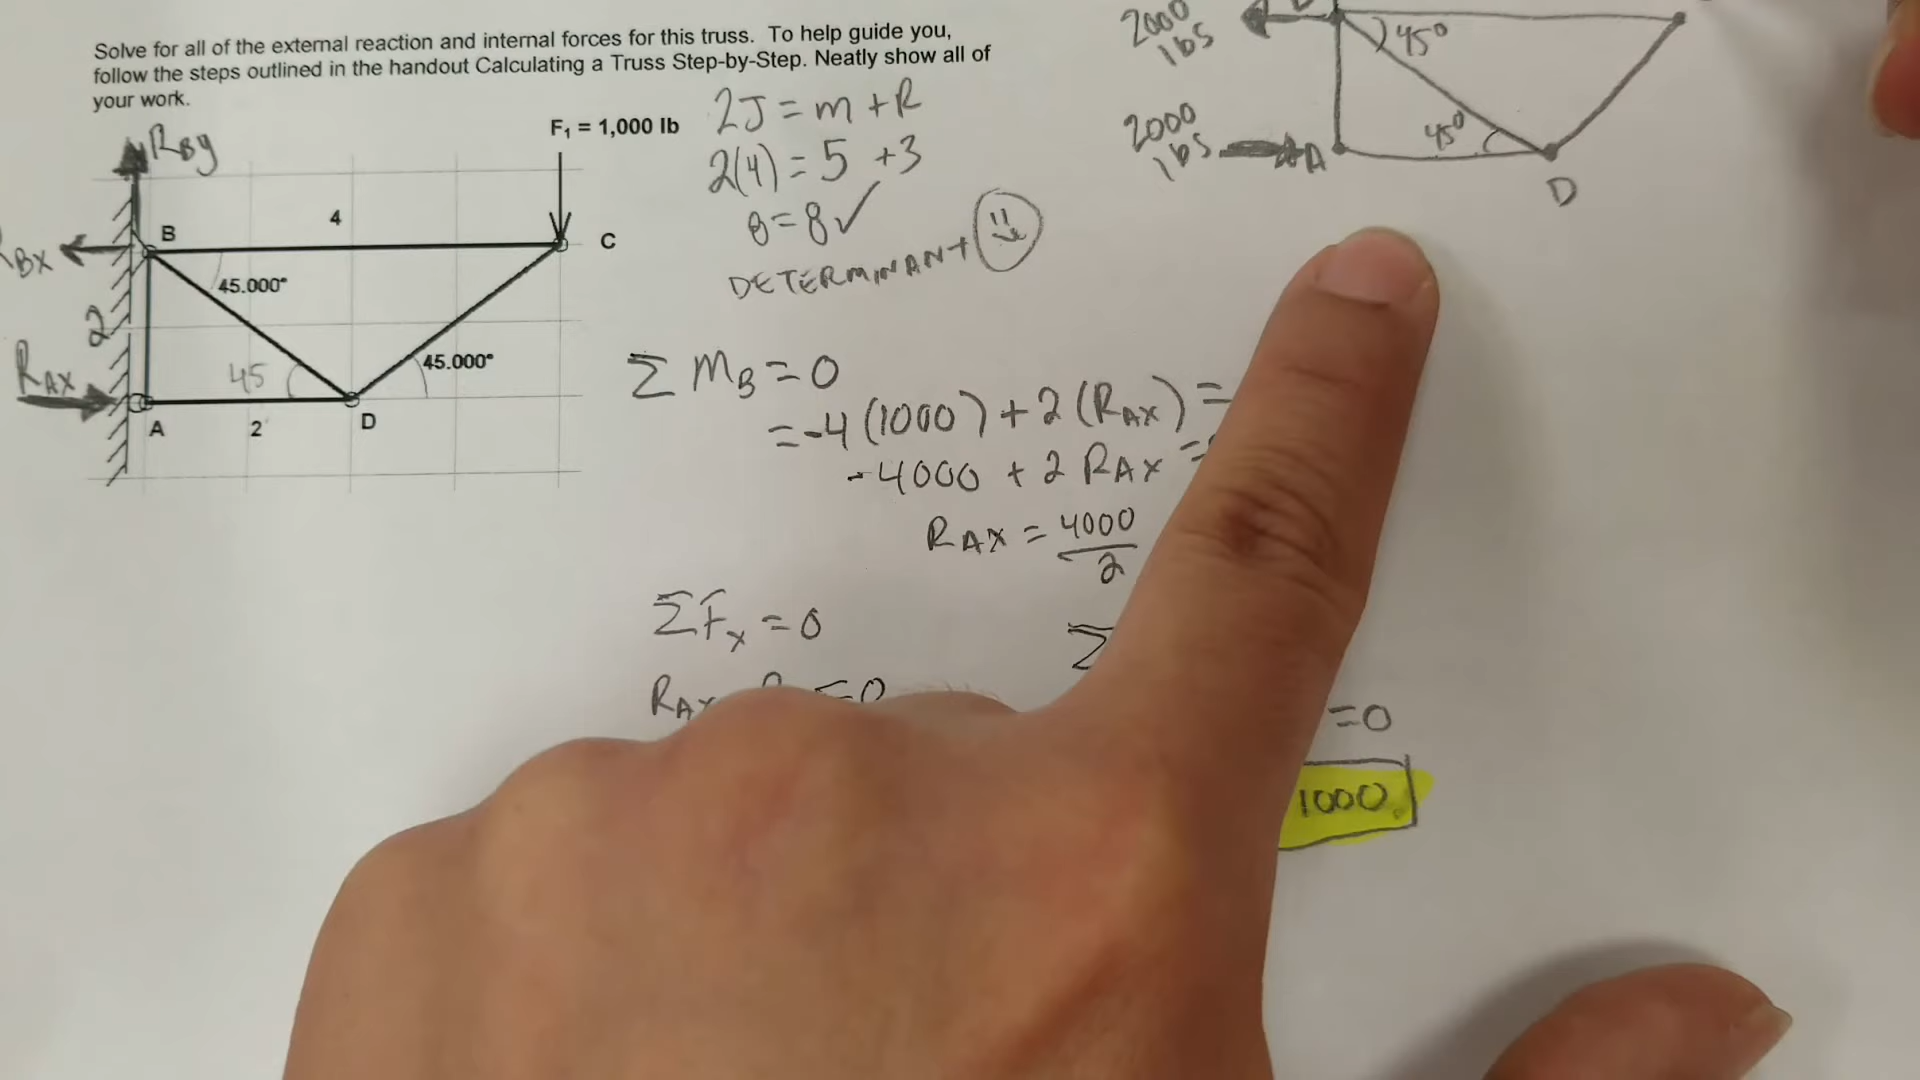 Solve for all of the external reaction and internal forces for this truss. To help guide you,
follow the steps outlined in the handout Calculating a Truss Step-by-Step. Neatly show all of
your work.
RBy
F1 = 1,000 lb
4
B
C
RBX
45.000°
2
RAX
45
45.000°
A
2'
D
2J = m + R
2(4) = 5 + 3
8 = 8 ✓
DETERMINANT
2000
lbs
45°
2000
lbs
A
45°
D
Σ MB = 0
= -4 (1000) + 2 (RAX) =
-4000 + 2 RAX =
RAX = 4000
2
ΣFx = 0
Σ
RAX
=0
=0
1000